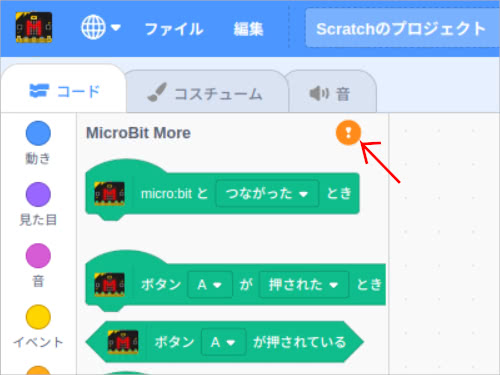 ファイル 編集 Scratchのプロジェクト
コード コスチューム 音
動き
見た目
音
イベント
MicroBit More
micro:bit と つながった とき
ボタン A が 押された とき
ボタン A が押されている